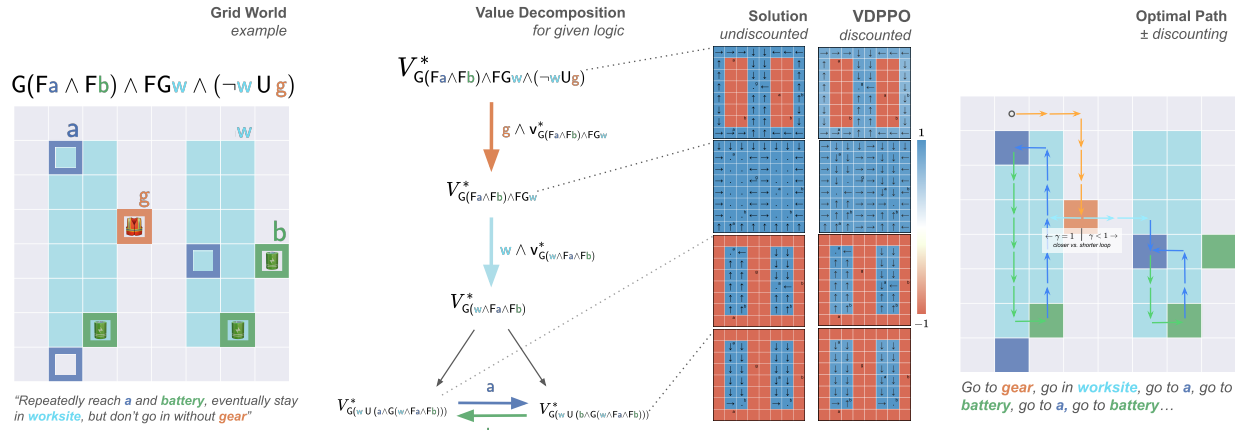 Grid World
example
G(Fa ∧ Fb) ∧ FGw ∧ (¬w U g)
a
w
g
b
"Repeatedly reach a and battery, eventually stay
in worksite, but don't go in without gear"
Value Decomposition
for given logic
V*G(Fa∧Fb)∧FGw∧(¬wUg)
g ∧ v*G(Fa∧Fb)∧FGw
V*G(Fa∧Fb)∧FGw
w ∧ v*G(w∧Fa∧Fb)
V*G(w∧Fa∧Fb)
a
V*G(w U (a∧G(w∧Fa∧Fb)))
V*G(w U (b∧G(w∧Fa∧Fb)))
Solution
undiscounted
VDPPO
discounted
1
−1
Optimal Path
± discounting
← γ = 1 | γ < 1 →
closer vs. shorter loop
Go to gear, go in worksite, go to a, go to
battery, go to a, go to battery…